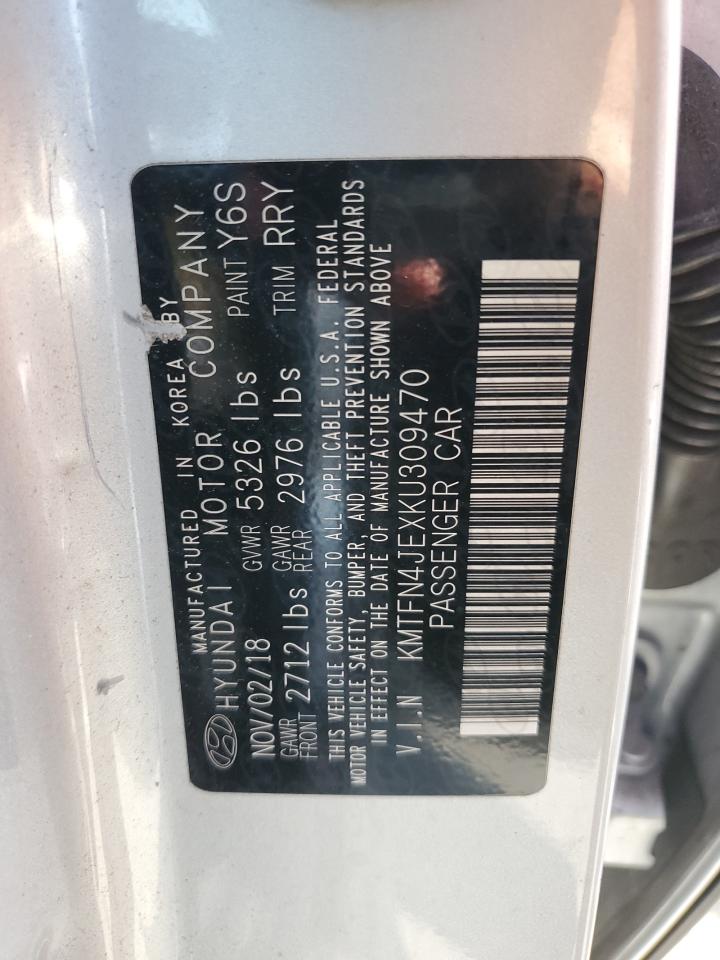 MANUFACTURED IN KOREA BY
HYUNDAI MOTOR COMPANY
NOV/02/18 GVWR 5326 lbs PAINT Y6S
GAWR FRONT 2712 lbs GAWR REAR 2976 lbs TRIM RRY
THIS VEHICLE CONFORMS TO ALL APPLICABLE U.S.A. FEDERAL
MOTOR VEHICLE SAFETY, BUMPER, AND THEFT PREVENTION STANDARDS
IN EFFECT ON THE DATE OF MANUFACTURE SHOWN ABOVE
V.I.N KMTFN4JEXKU309470
PASSENGER CAR